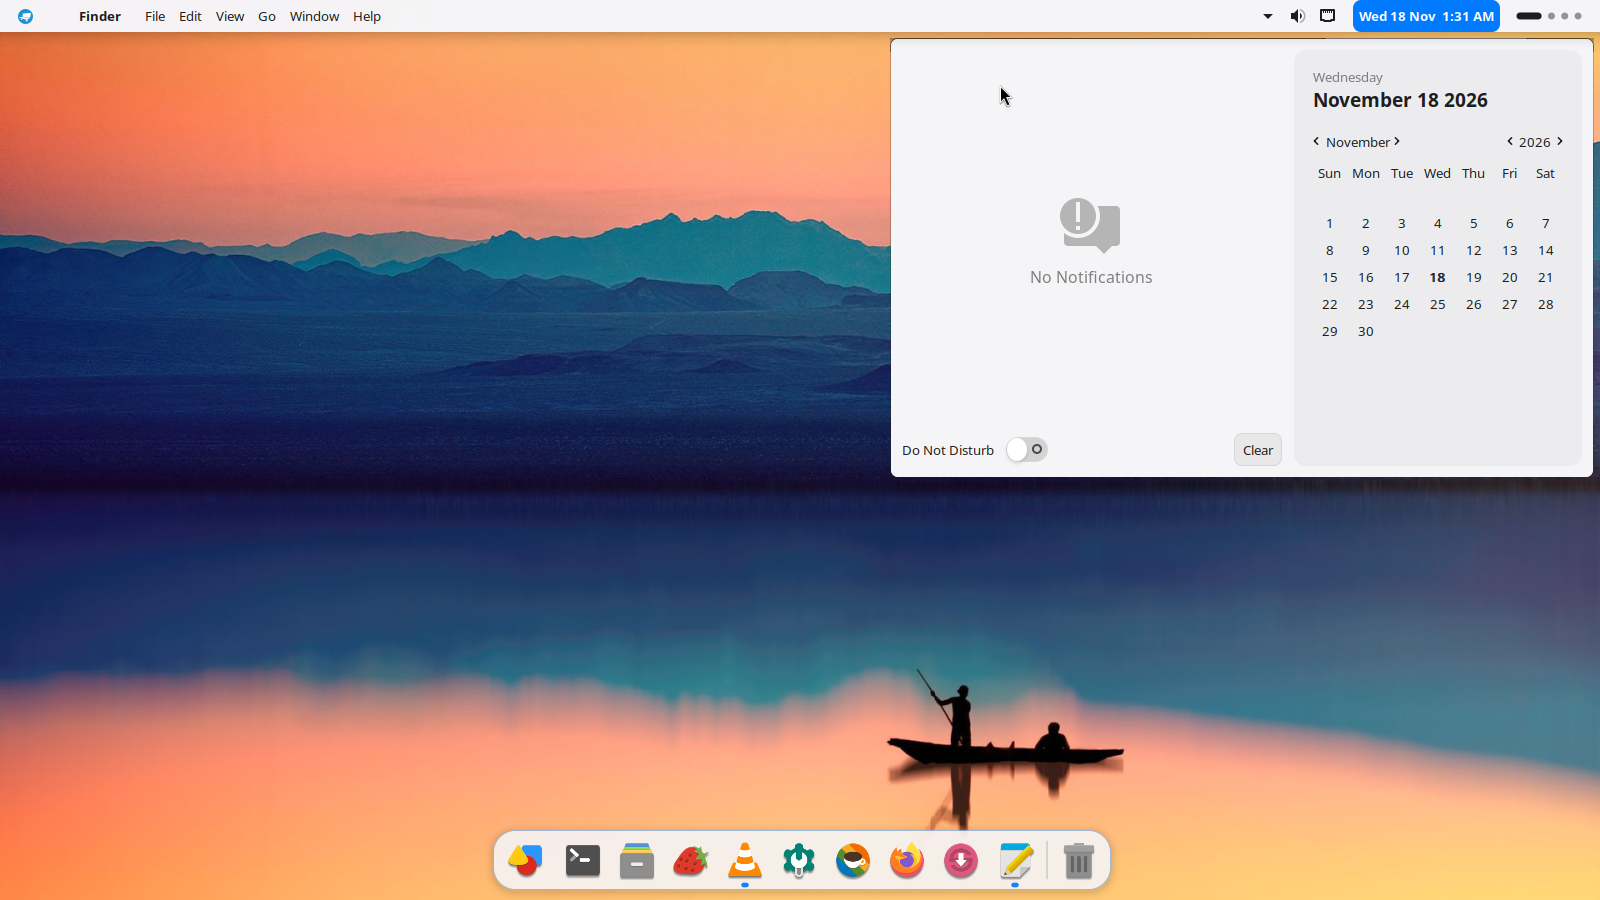 Finder File Edit View Go Window Help Wed 18 Nov 1:31 AM
Wednesday
November 18 2026
November 2026
Sun Mon Tue Wed Thu Fri Sat
1 2 3 4 5 6 7
8 9 10 11 12 13 14
15 16 17 18 19 20 21
22 23 24 25 26 27 28
29 30
No Notifications
Do Not Disturb Clear